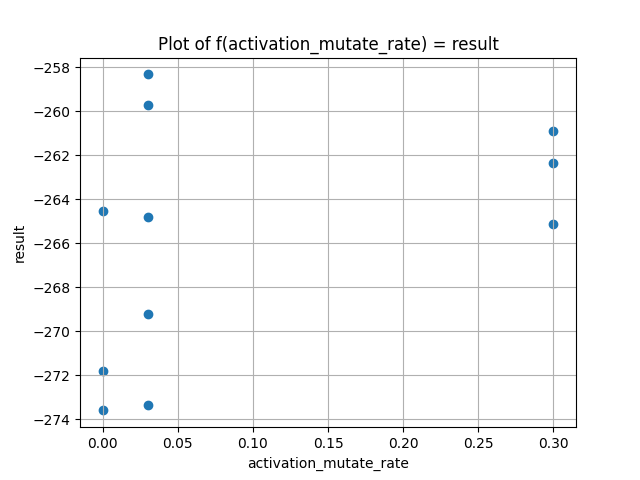 Plot of f(activation_mutate_rate) = result
−258
−260
−262
−264
−266
−268
−270
−272
−274
result
0.00 0.05 0.10 0.15 0.20 0.25 0.30
activation_mutate_rate